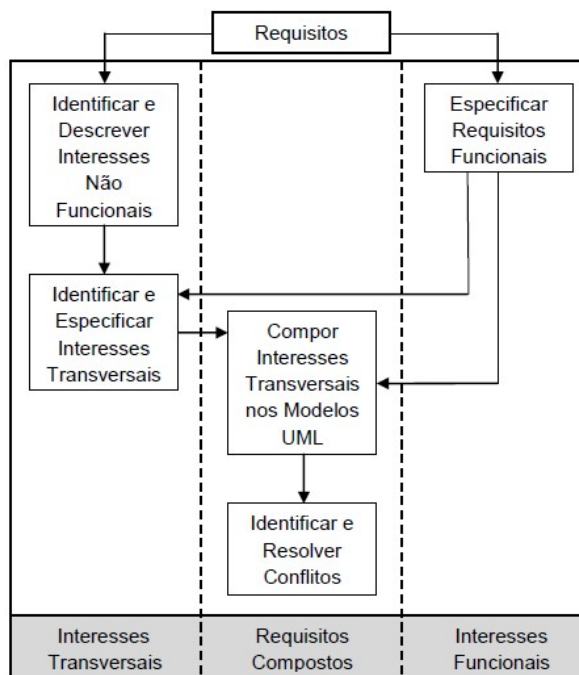 Requisitos
Identificar e
Descrever
Interesses
Não
Funcionais
Especificar
Requisitos
Funcionais
Identificar e
Especificar
Interesses
Transversais
Compor
Interesses
Transversais
nos Modelos
UML
Identificar e
Resolver
Conflitos
Interesses
Transversais
Requisitos
Compostos
Interesses
Funcionais